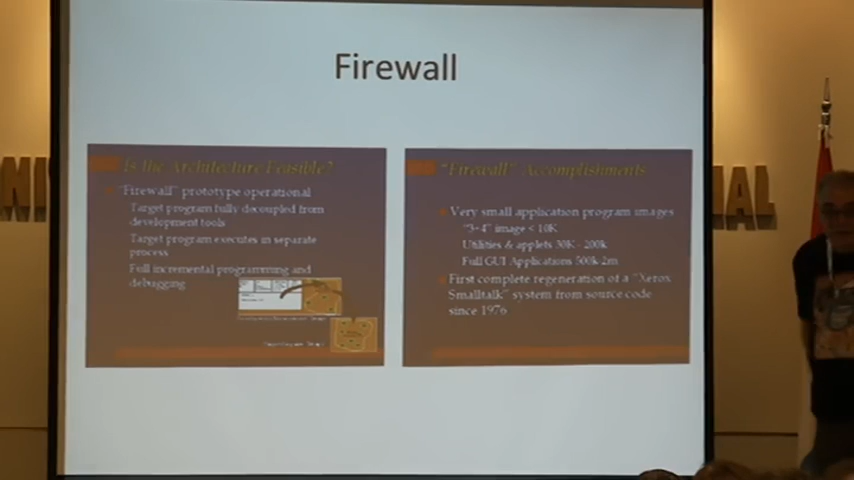 Firewall
Is the Architecture Feasible?
"Firewall" prototype operational
Target program fully decoupled from
development tools
Target program executes in separate
process
Full incremental programming and
debugging
"Firewall" Accomplishments
Very small application program images
"3+4" image < 10K
Utilities & applets 30K - 200k
Full GUI Applications 500k-2m
First complete regeneration of a "Xerox
Smalltalk" system from source code
since 1976
NIAL